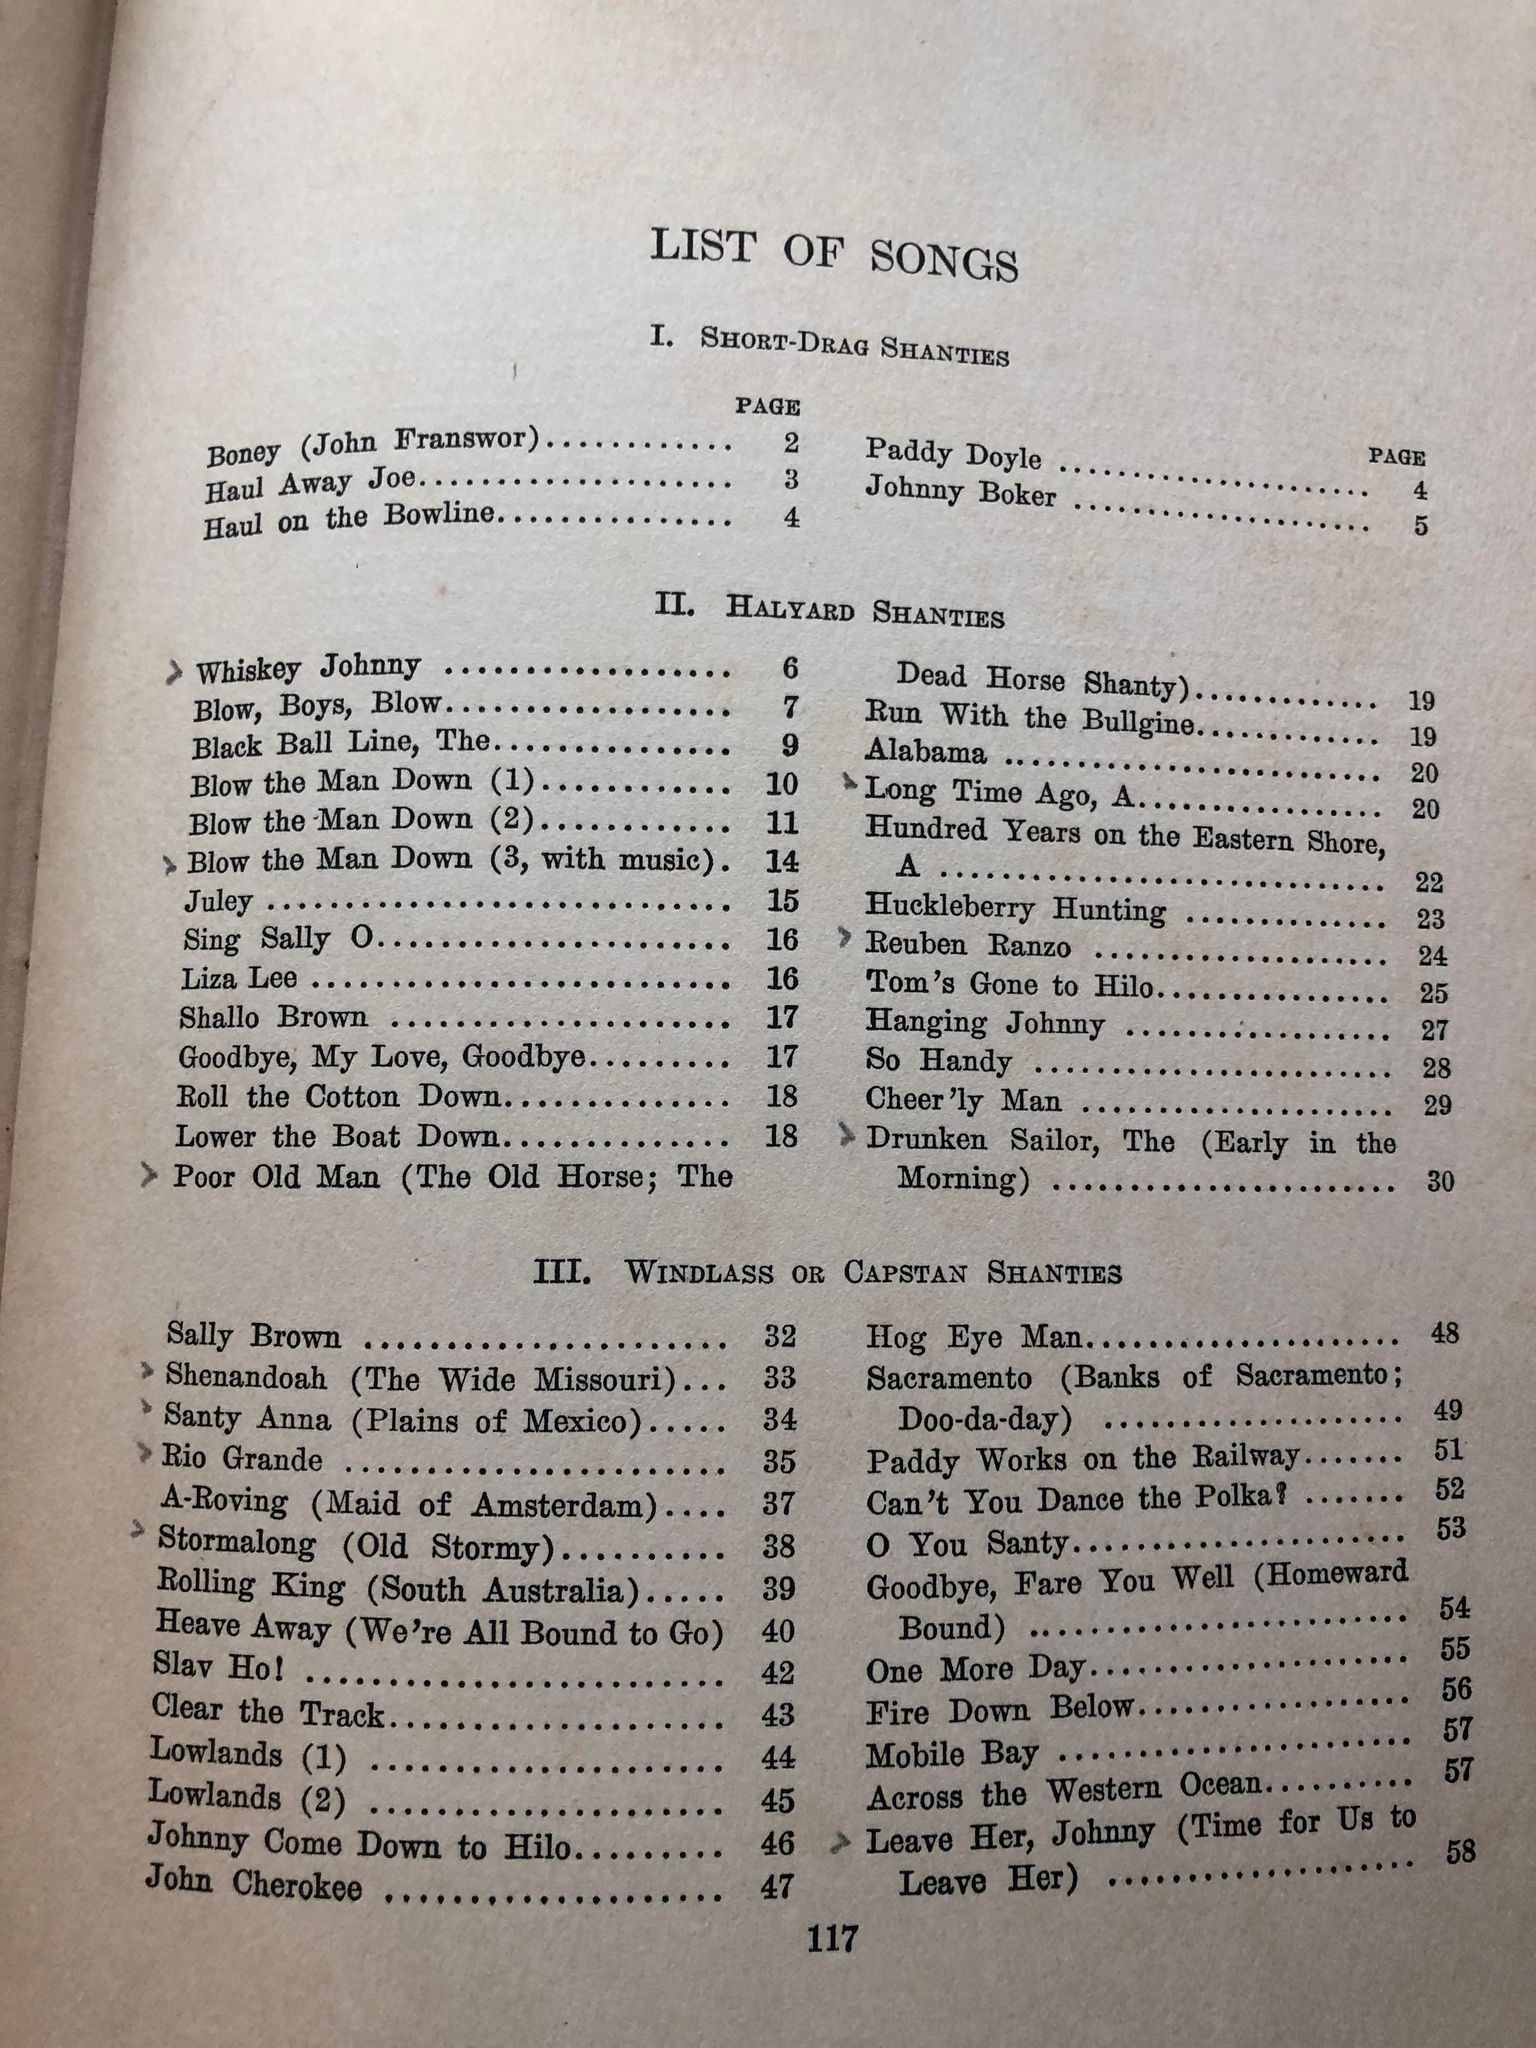 LIST OF SONGS
I. Short-Drag Shanties
PAGE
Boney (John Franswor)............ 2
Haul Away Joe.................... 3
Haul on the Bowline............... 4
PAGE
Paddy Doyle .................... 4
Johnny Boker ................... 5
II. Halyard Shanties
Whiskey Johnny .................. 6
Blow, Boys, Blow.................. 7
Black Ball Line, The............... 9
Blow the Man Down (1)............ 10
Blow the Man Down (2)............ 11
Blow the Man Down (3, with music). 14
Juley ............................. 15
Sing Sally O...................... 16
Liza Lee .......................... 16
Shallo Brown ..................... 17
Goodbye, My Love, Goodbye......... 17
Roll the Cotton Down.............. 18
Lower the Boat Down.............. 18
Poor Old Man (The Old Horse; The
Dead Horse Shanty)............. 19
Run With the Bullgine............. 19
Alabama .......................... 20
Long Time Ago, A................. 20
Hundred Years on the Eastern Shore,
A .............................. 22
Huckleberry Hunting .............. 23
Reuben Ranzo .................... 24
Tom's Gone to Hilo................ 25
Hanging Johnny .................. 27
So Handy ........................ 28
Cheer'ly Man ..................... 29
Drunken Sailor, The (Early in the
Morning) ....................... 30
III. Windlass or Capstan Shanties
Sally Brown ....................... 32
Shenandoah (The Wide Missouri)... 33
Santy Anna (Plains of Mexico)..... 34
Rio Grande ........................ 35
A-Roving (Maid of Amsterdam).... 37
Stormalong (Old Stormy).......... 38
Rolling King (South Australia)..... 39
Heave Away (We're All Bound to Go) 40
Slav Ho! .......................... 42
Clear the Track..................... 43
Lowlands (1) ...................... 44
Lowlands (2) ...................... 45
Johnny Come Down to Hilo......... 46
John Cherokee ..................... 47
Hog Eye Man...................... 48
Sacramento (Banks of Sacramento;
Doo-da-day) .................... 49
Paddy Works on the Railway....... 51
Can't You Dance the Polka? ....... 52
O You Santy....................... 53
Goodbye, Fare You Well (Homeward
Bound) ......................... 54
One More Day..................... 55
Fire Down Below.................. 56
Mobile Bay ....................... 57
Across the Western Ocean.......... 57
Leave Her, Johnny (Time for Us to
Leave Her) ..................... 58
117